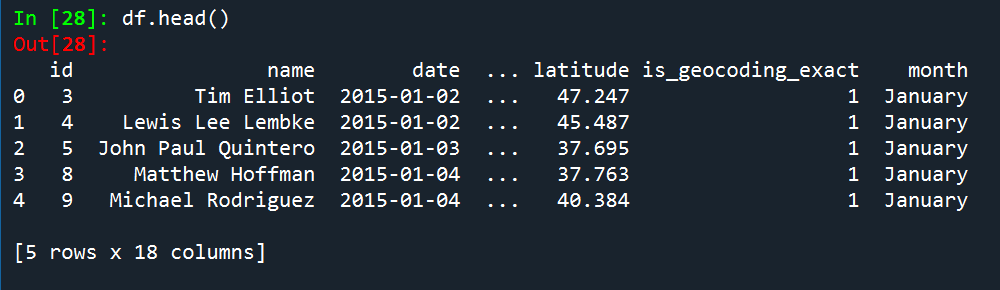 In [28]: df.head()
Out[28]:
   id                name        date  ... latitude is_geocoding_exact    month
0   3          Tim Elliot  2015-01-02  ...   47.247                  1  January
1   4    Lewis Lee Lembke  2015-01-02  ...   45.487                  1  January
2   5  John Paul Quintero  2015-01-03  ...   37.695                  1  January
3   8     Matthew Hoffman  2015-01-04  ...   37.763                  1  January
4   9   Michael Rodriguez  2015-01-04  ...   40.384                  1  January
[5 rows x 18 columns]